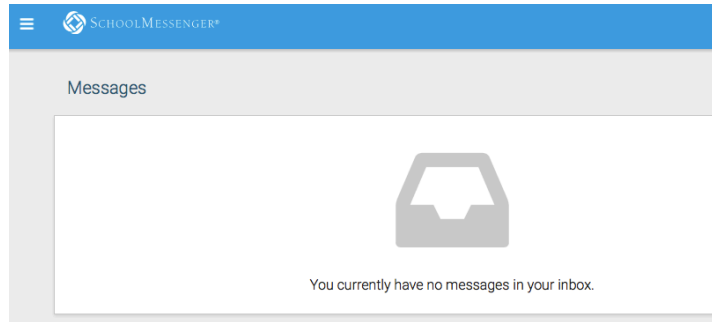 SCHOOLMESSENGER®
Messages
You currently have no messages in your inbox.